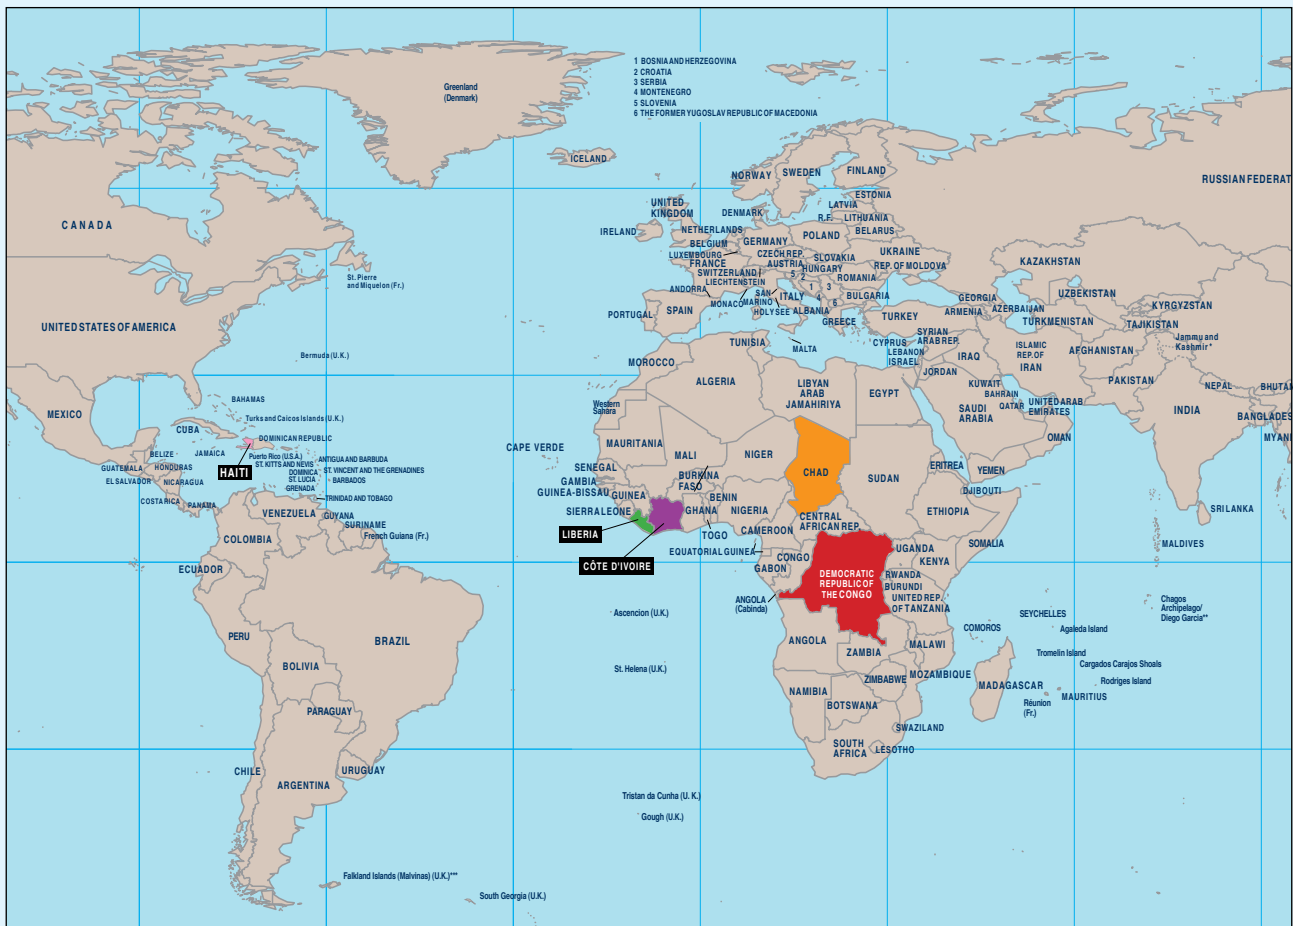 1 BOSNIA AND HERZEGOVINA
2 CROATIA
3 SERBIA
4 MONTENEGRO
5 SLOVENIA
6 THE FORMER YUGOSLAV REPUBLIC OF MACEDONIA
Greenland
(Denmark)
ICELAND
NORWAY
SWEDEN
FINLAND
RUSSIAN FEDERAT
ESTONIA
LATVIA
R.F.
LITHUANIA
BELARUS
UNITED
KINGDOM
DENMARK
IRELAND
NETHERLANDS
BELGIUM
GERMANY
POLAND
LUXEMBOURG
FRANCE
CZECH REP.
AUSTRIA
SLOVAKIA
HUNGARY
UKRAINE
REP. OF MOLDOVA
SWITZERLAND
LIECHTENSTEIN
ROMANIA
5
2
1
3
4
6
ANDORRA
MONACO
SAN
MARINO
ITALY
HOLY SEE
ALBANIA
BULGARIA
GREECE
PORTUGAL
SPAIN
KAZAKHSTAN
UZBEKISTAN
KYRGYZSTAN
GEORGIA
ARMENIA
AZERBAIJAN
TURKMENISTAN
TAJIKISTAN
TURKEY
Jammu and
Kashmir *
CANADA
St. Pierre
and Miquelon (Fr.)
UNITED STATES OF AMERICA
Bermuda (U.K.)
TUNISIA
MALTA
CYPRUS
LEBANON
ISRAEL
SYRIAN
ARAB REP.
IRAQ
ISLAMIC
REP. OF
IRAN
AFGHANISTAN
JORDAN
KUWAIT
BAHRAIN
QATAR
PAKISTAN
NEPAL
BHUTAN
MOROCCO
ALGERIA
LIBYAN
ARAB
JAMAHIRIYA
EGYPT
SAUDI
ARABIA
UNITED ARAB
EMIRATES
OMAN
INDIA
BANGLADES
MYANM
Western
Sahara
MEXICO
BAHAMAS
Turks and Caicos Islands (U.K.)
CUBA
DOMINICAN REPUBLIC
JAMAICA
BELIZE
HAITI
Puerto Rico (U.S.A.)
ST. KITTS AND NEVIS
ANTIGUA AND BARBUDA
DOMINICA
ST. VINCENT AND THE GRENADINES
ST. LUCIA
BARBADOS
GRENADA
TRINIDAD AND TOBAGO
GUATEMALA
HONDURAS
EL SALVADOR
NICARAGUA
COSTA RICA
PANAMA
CAPE VERDE
MAURITANIA
MALI
NIGER
CHAD
SUDAN
ERITREA
YEMEN
DJIBOUTI
SENEGAL
GAMBIA
GUINEA-BISSAU
GUINEA
BURKINA
FASO
BENIN
SIERRA LEONE
GHANA
NIGERIA
TOGO
LIBERIA
CÔTE D'IVOIRE
CENTRAL
AFRICAN REP.
ETHIOPIA
SRI LANKA
CAMEROON
EQUATORIAL GUINEA
SOMALIA
MALDIVES
VENEZUELA
GUYANA
SURINAME
French Guiana (Fr.)
COLOMBIA
ECUADOR
CONGO
GABON
DEMOCRATIC
REPUBLIC OF
THE CONGO
UGANDA
KENYA
RWANDA
BURUNDI
UNITED REP.
OF TANZANIA
ANGOLA
(Cabinda)
Ascencion (U.K.)
SEYCHELLES
Chagos
Archipelago/
Diego Garcia**
Agaleda Island
COMOROS
PERU
BRAZIL
ANGOLA
ZAMBIA
MALAWI
Tromelin Island
Cargados Carajos Shoals
Rodriges Island
St. Helena (U.K.)
BOLIVIA
ZIMBABWE
MOZAMBIQUE
MADAGASCAR
MAURITIUS
Réunion
(Fr.)
NAMIBIA
BOTSWANA
PARAGUAY
SWAZILAND
SOUTH
AFRICA
LESOTHO
CHILE
URUGUAY
ARGENTINA
Tristan da Cunha (U. K.)
Gough (U.K.)
Falkland Islands (Malvinas) (U.K.)***
South Georgia (U.K.)